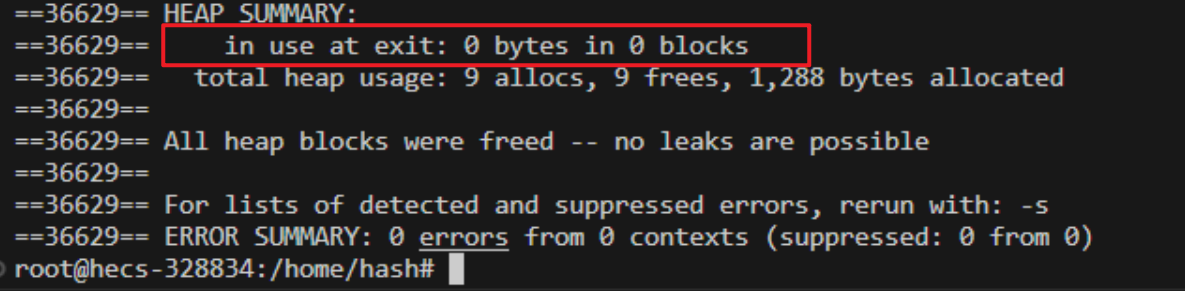 ==36629== HEAP SUMMARY:
==36629==     in use at exit: 0 bytes in 0 blocks
==36629==   total heap usage: 9 allocs, 9 frees, 1,288 bytes allocated
==36629==
==36629== All heap blocks were freed -- no leaks are possible
==36629==
==36629== For lists of detected and suppressed errors, rerun with: -s
==36629== ERROR SUMMARY: 0 errors from 0 contexts (suppressed: 0 from 0)
root@hecs-328834:/home/hash#